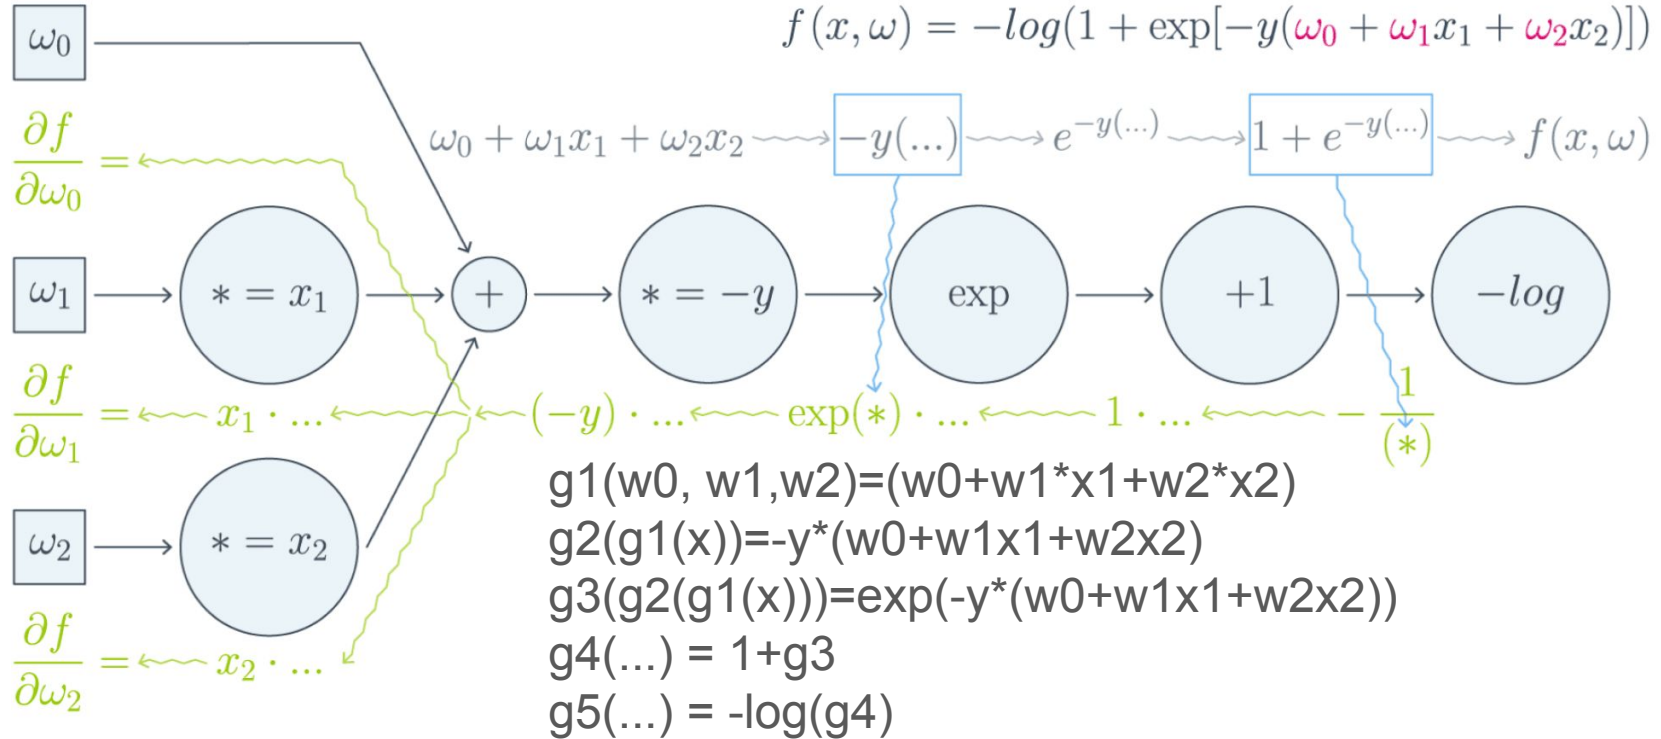 ω₀
f(x, ω) = −log(1 + exp[−y(ω₀ + ω₁x₁ + ω₂x₂)])
∂f/∂ω₀ =
ω₀ + ω₁x₁ + ω₂x₂
−y(...)
e^{−y(...)}
1 + e^{−y(...)}
f(x, ω)
ω₁
* = x₁
+
* = −y
exp
+1
−log
∂f/∂ω₁ =
x₁ · ...
(−y) · ...
exp(*) · ...
1 · ...
− 1/(*)
g1(w0, w1,w2)=(w0+w1*x1+w2*x2)
g2(g1(x))=-y*(w0+w1x1+w2x2)
ω₂
* = x₂
g3(g2(g1(x)))=exp(-y*(w0+w1x1+w2x2))
g4(...) = 1+g3
∂f/∂ω₂ =
x₂ · ...
g5(...) = -log(g4)